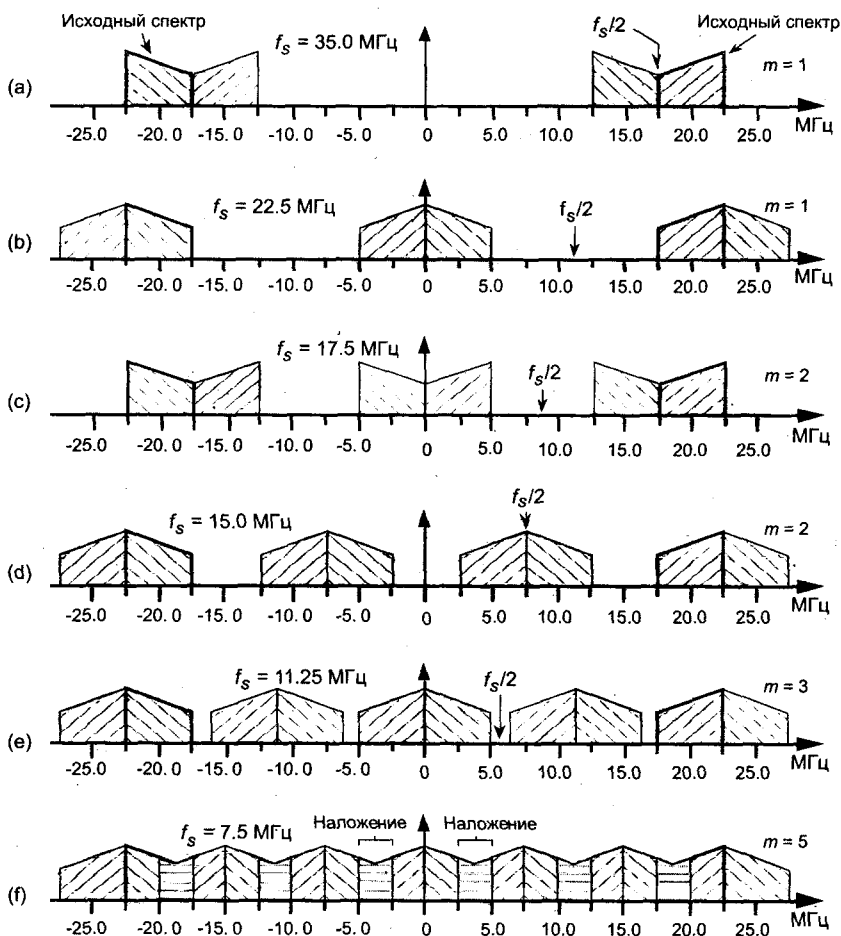 Исходный спектр
f_s/2
Исходный спектр
f_s = 35.0 МГц
m = 1
(a)
-25.0 -20. 0 -15. 0 -10. 0 -5. 0 0 5.0 10.0 15.0 20.0 25.0 МГц
f_s = 22.5 МГц
f_s/2
m = 1
(b)
-25.0 -20. 0 -15. 0 -10. 0 -5. 0 0 5.0 10.0 15.0 20.0 25.0 МГц
f_s = 17.5 МГц
f_s/2
m = 2
(c)
-25.0 -20. 0 -15. 0 -10. 0 -5. 0 0 5.0 10.0 15.0 20.0 25.0 МГц
f_s = 15.0 МГц
f_s/2
m = 2
(d)
-25.0 -20. 0 -15. 0 -10. 0 -5. 0 0 5.0 10.0 15.0 20.0 25.0 МГц
f_s = 11.25 МГц
f_s/2
m = 3
(e)
-25.0 -20. 0 -15. 0 -10. 0 -5. 0 0 5.0 10.0 15.0 20.0 25.0 МГц
f_s = 7.5 МГц
Наложение
Наложение
m = 5
(f)
-25.0 -20. 0 -15. 0 -10. 0 -5. 0 0 5.0 10.0 15.0 20.0 25.0 МГц